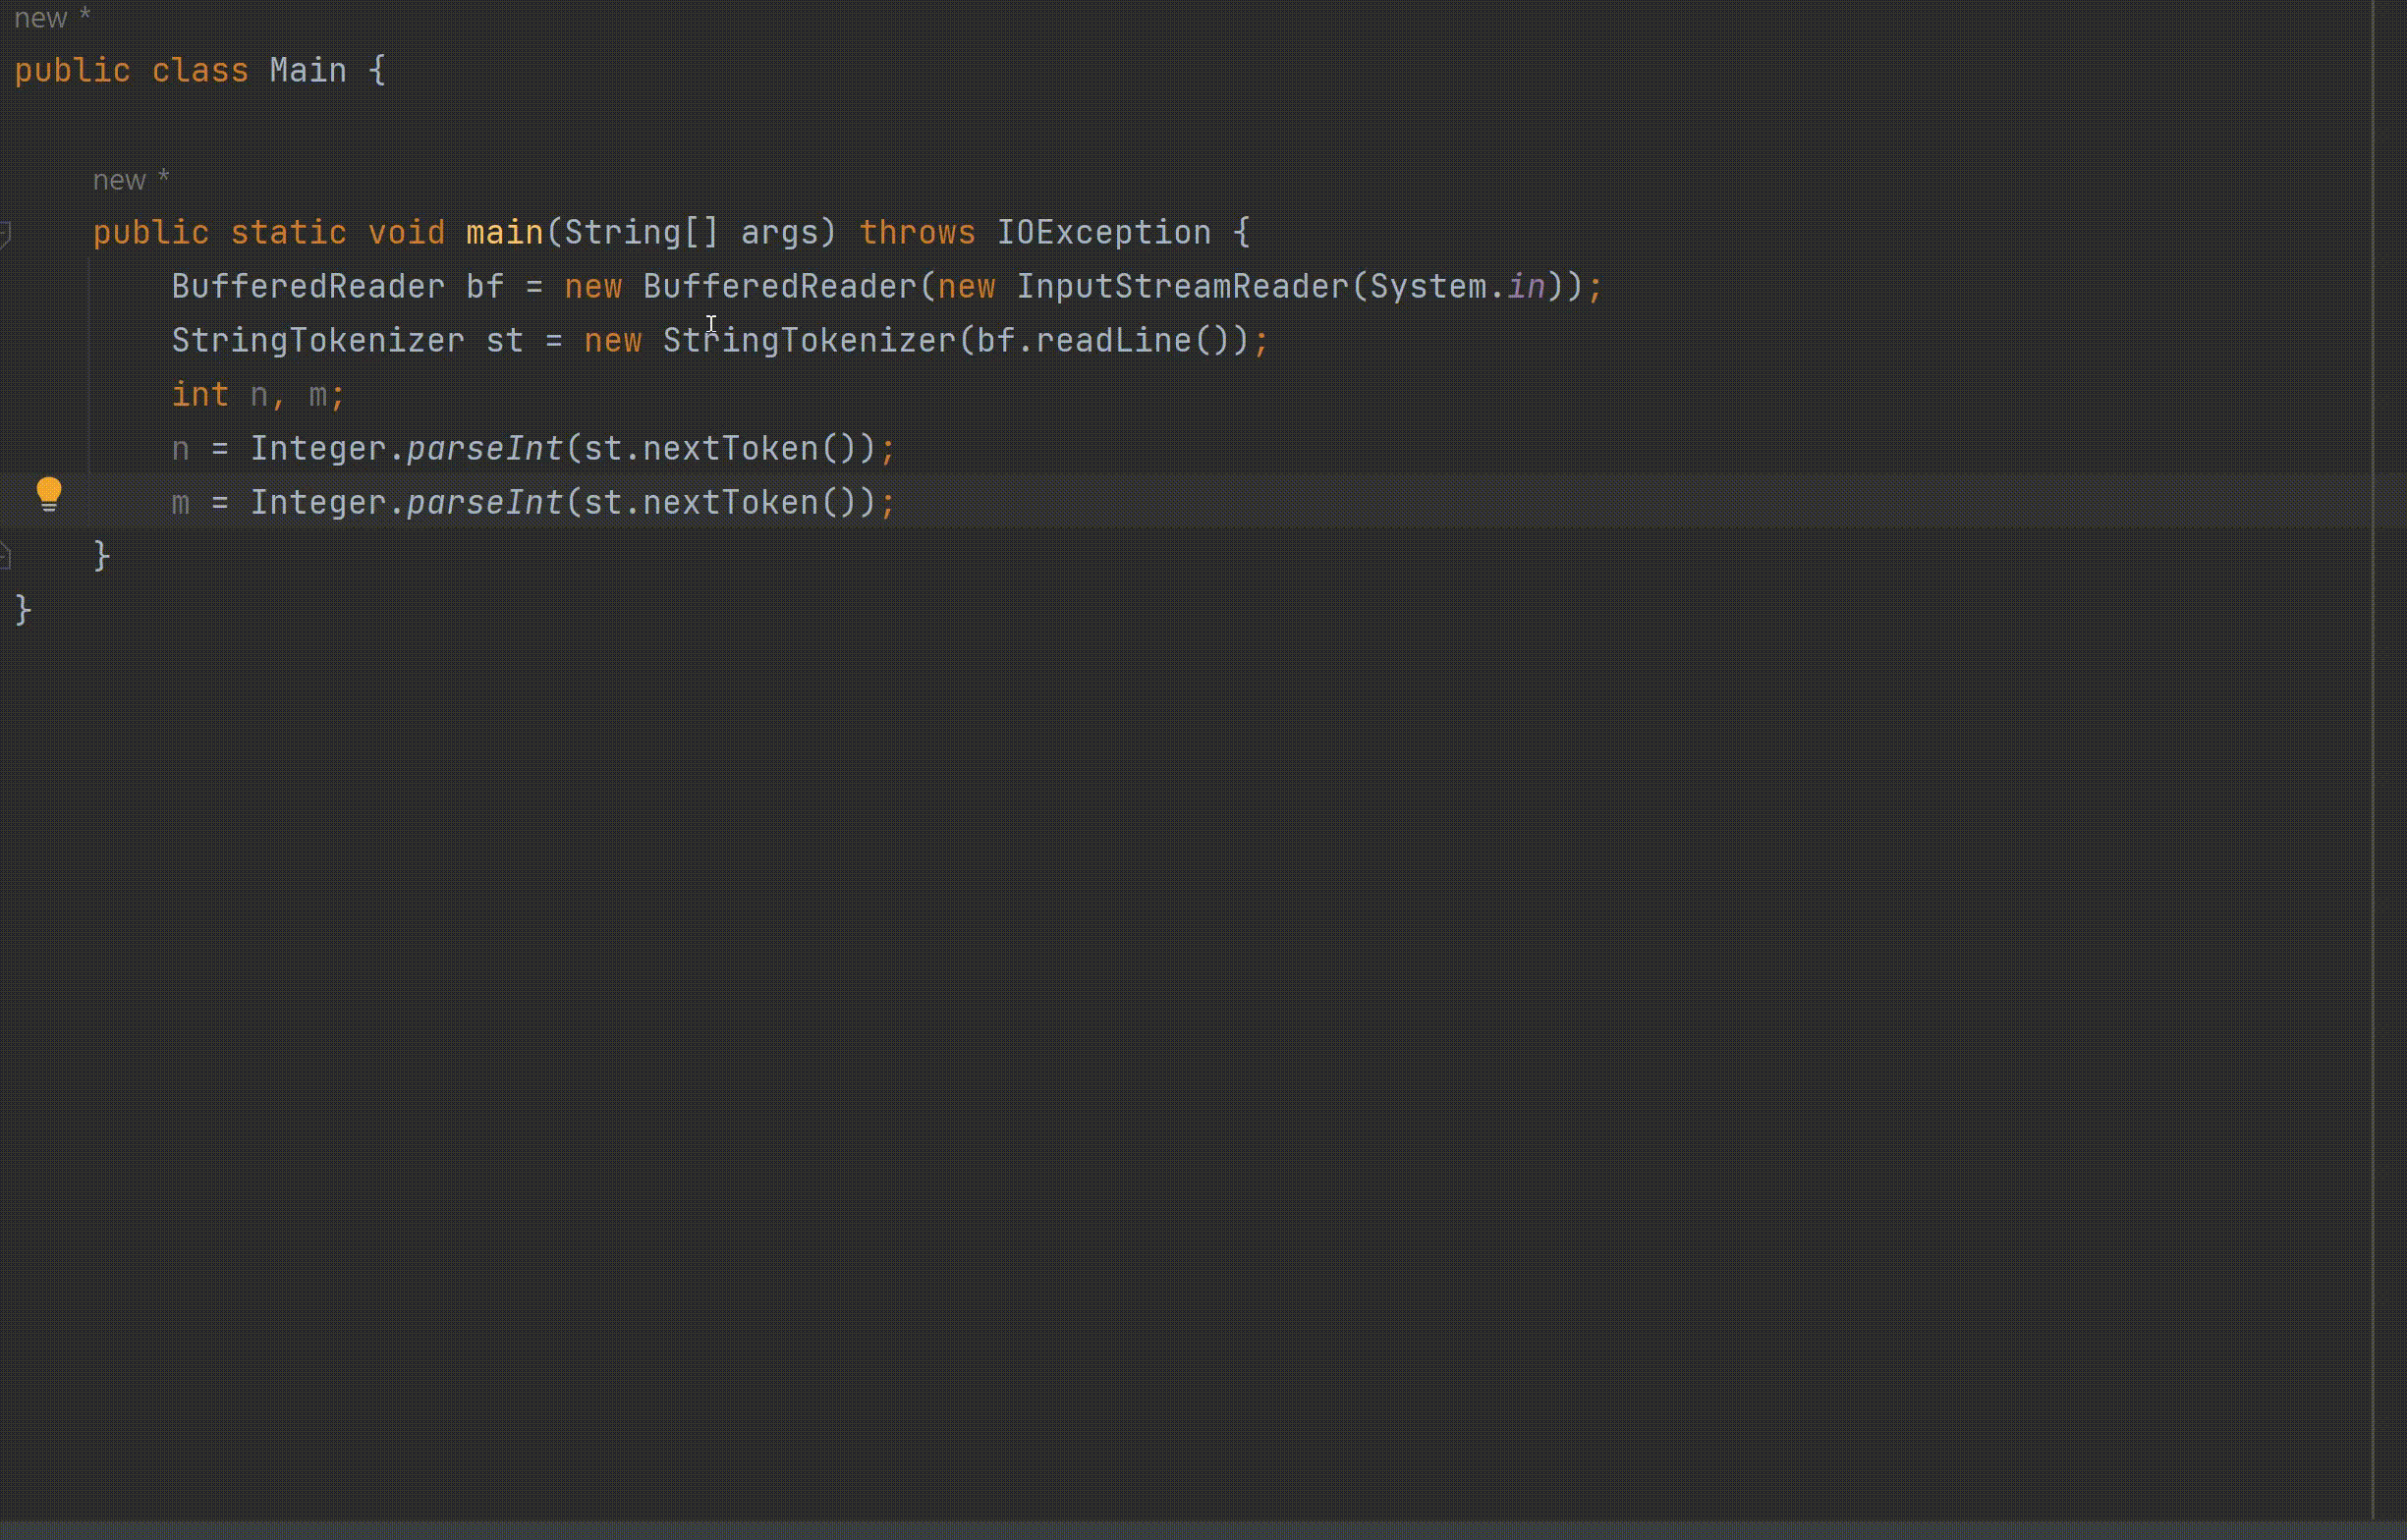 new *
public class Main {
new *
public static void main(String[] args) throws IOException {
BufferedReader bf = new BufferedReader(new InputStreamReader(System.in));
StringTokenizer st = new StringTokenizer(bf.readLine());
int n, m;
n = Integer.parseInt(st.nextToken());
m = Integer.parseInt(st.nextToken());
}
}